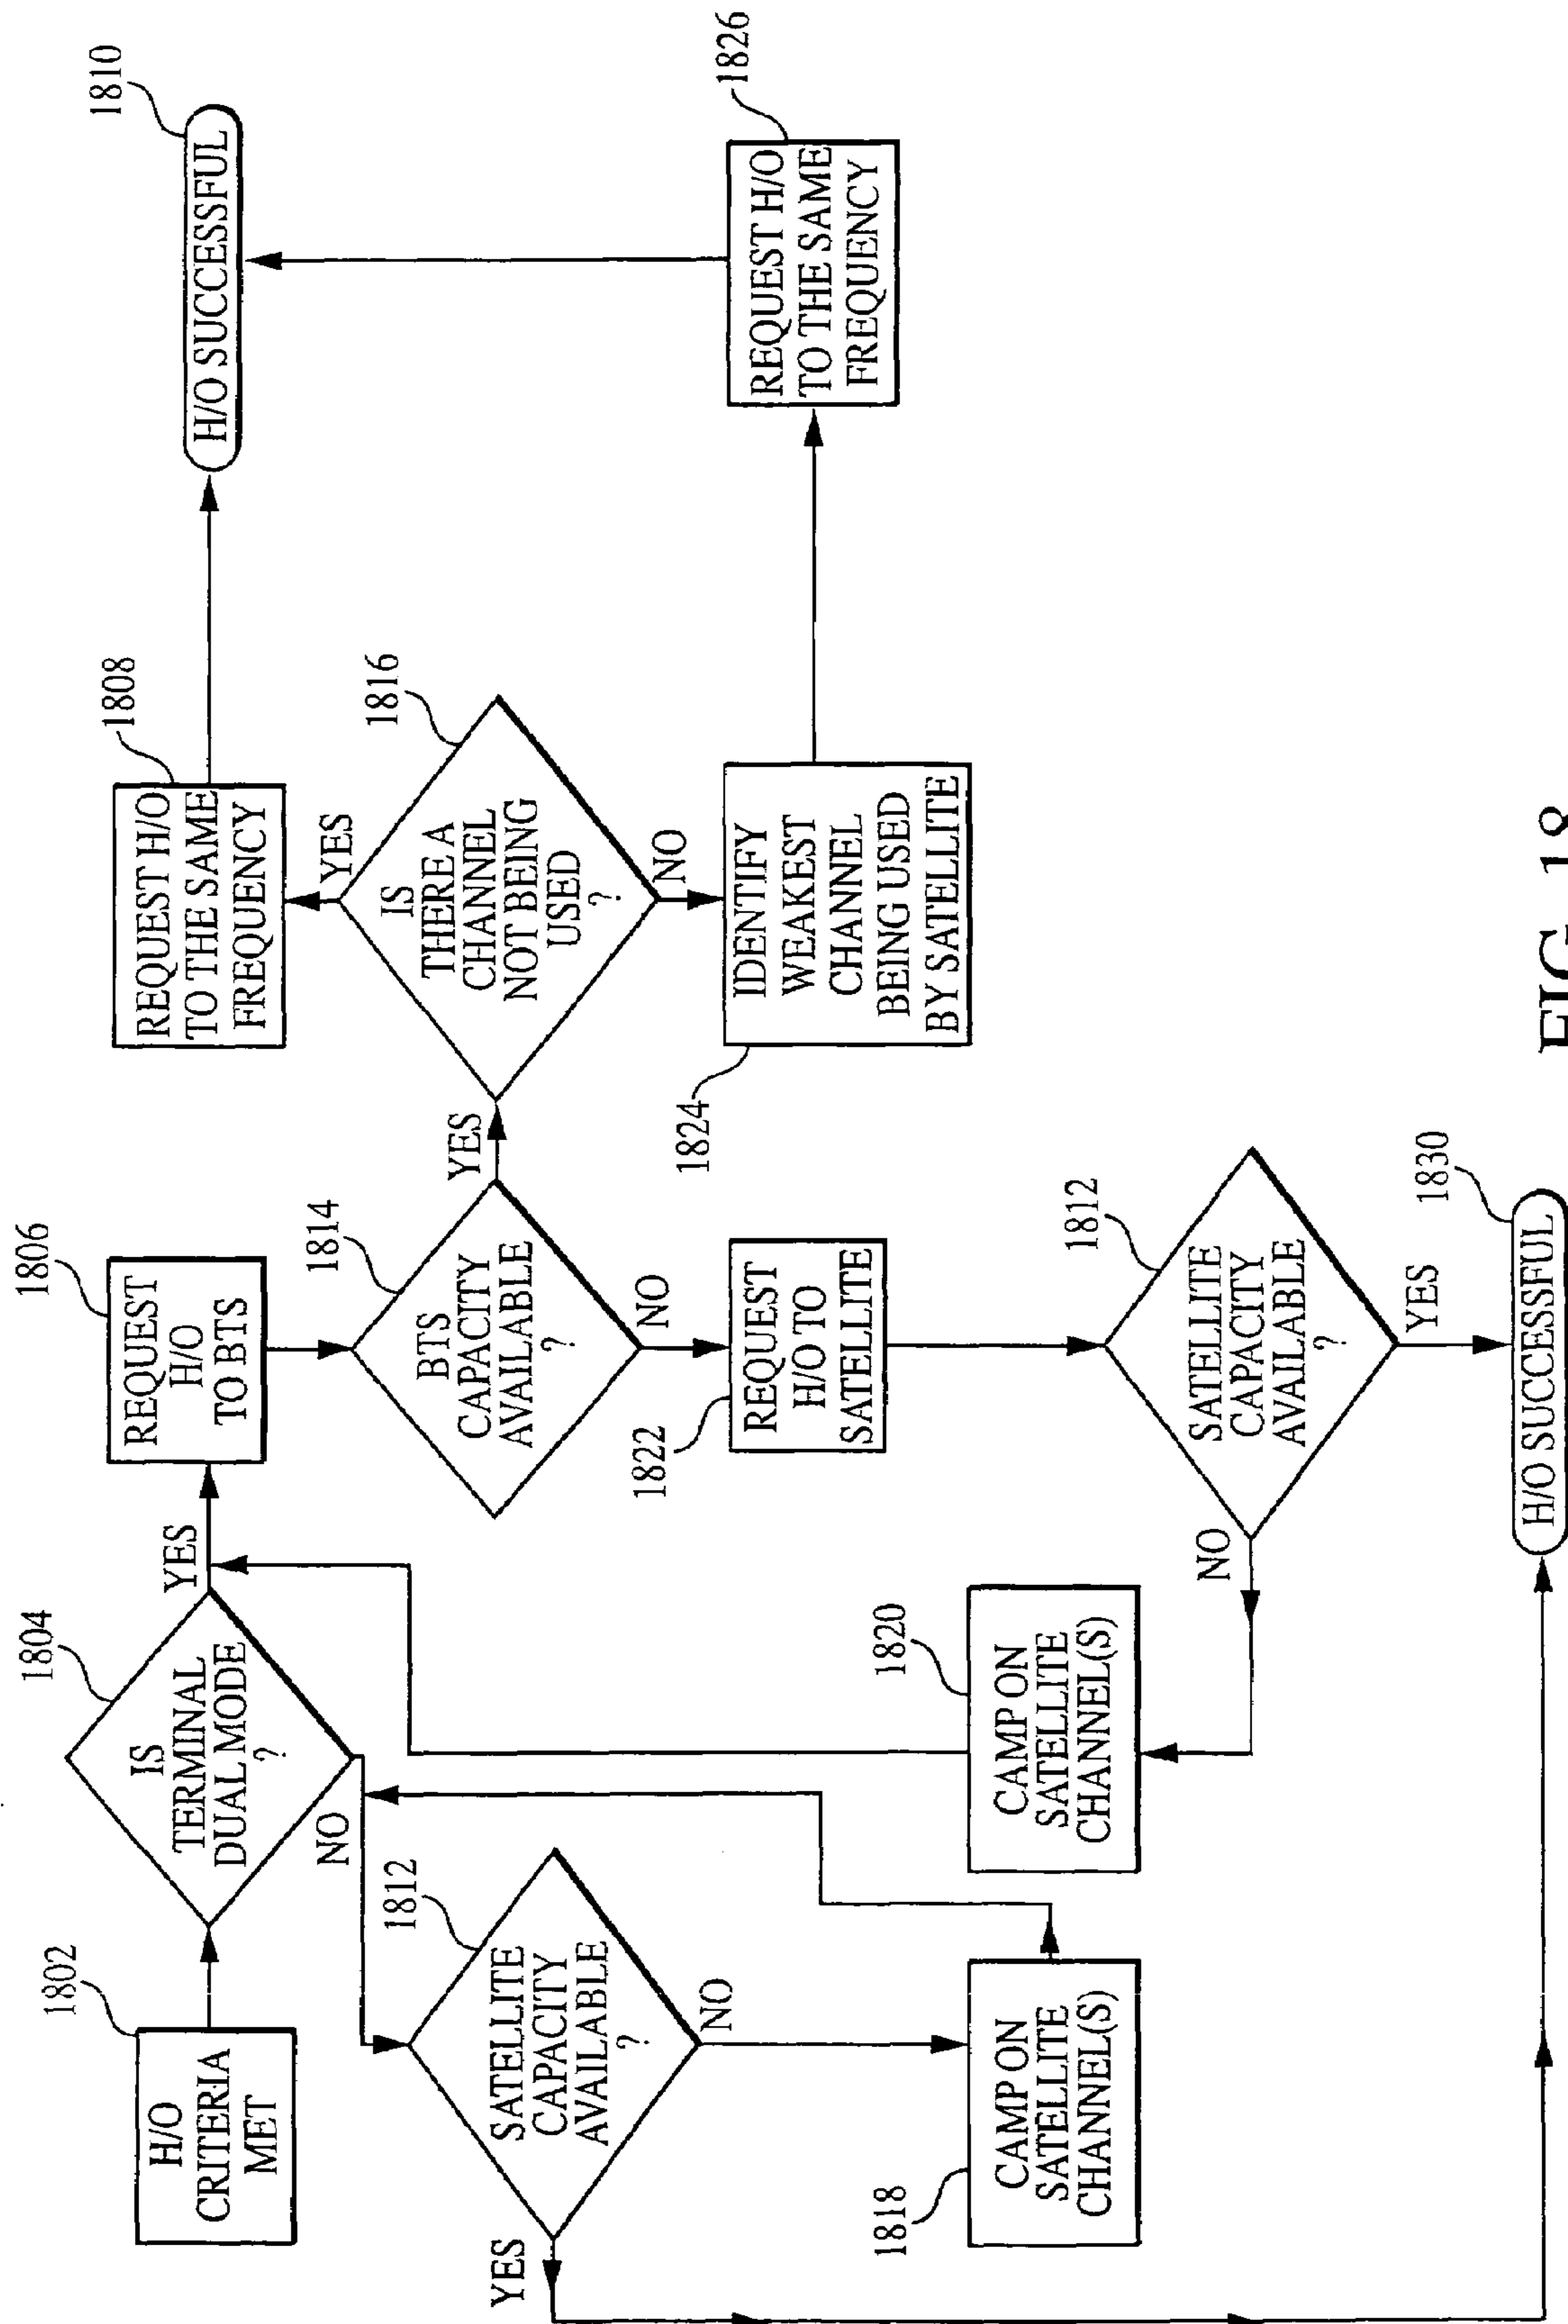 1802
H/O
CRITERIA
MET
1804
IS
TERMINAL
DUAL MODE
?
YES
NO
1806
REQUEST
H/O
TO BTS
1808
REQUEST H/O
TO THE SAME
FREQUENCY
1810
H/O SUCCESSFUL
1812
SATELLITE
CAPACITY
AVAILABLE
?
YES
NO
1814
BTS
CAPACITY
AVAILABLE
?
YES
NO
1816
IS
THERE A
CHANNEL
NOT BEING
USED
?
YES
NO
1818
CAMP ON
SATELLITE
CHANNEL(S)
1820
CAMP ON
SATELLITE
CHANNEL(S)
1822
REQUEST
H/O TO
SATELLITE
1824
IDENTIFY
WEAKEST
CHANNEL
BEING USED
BY SATELLITE
1826
REQUEST H/O
TO THE SAME
FREQUENCY
1812
SATELLITE
CAPACITY
AVAILABLE
?
NO
YES
1830
H/O SUCCESSFUL
FIG. 18